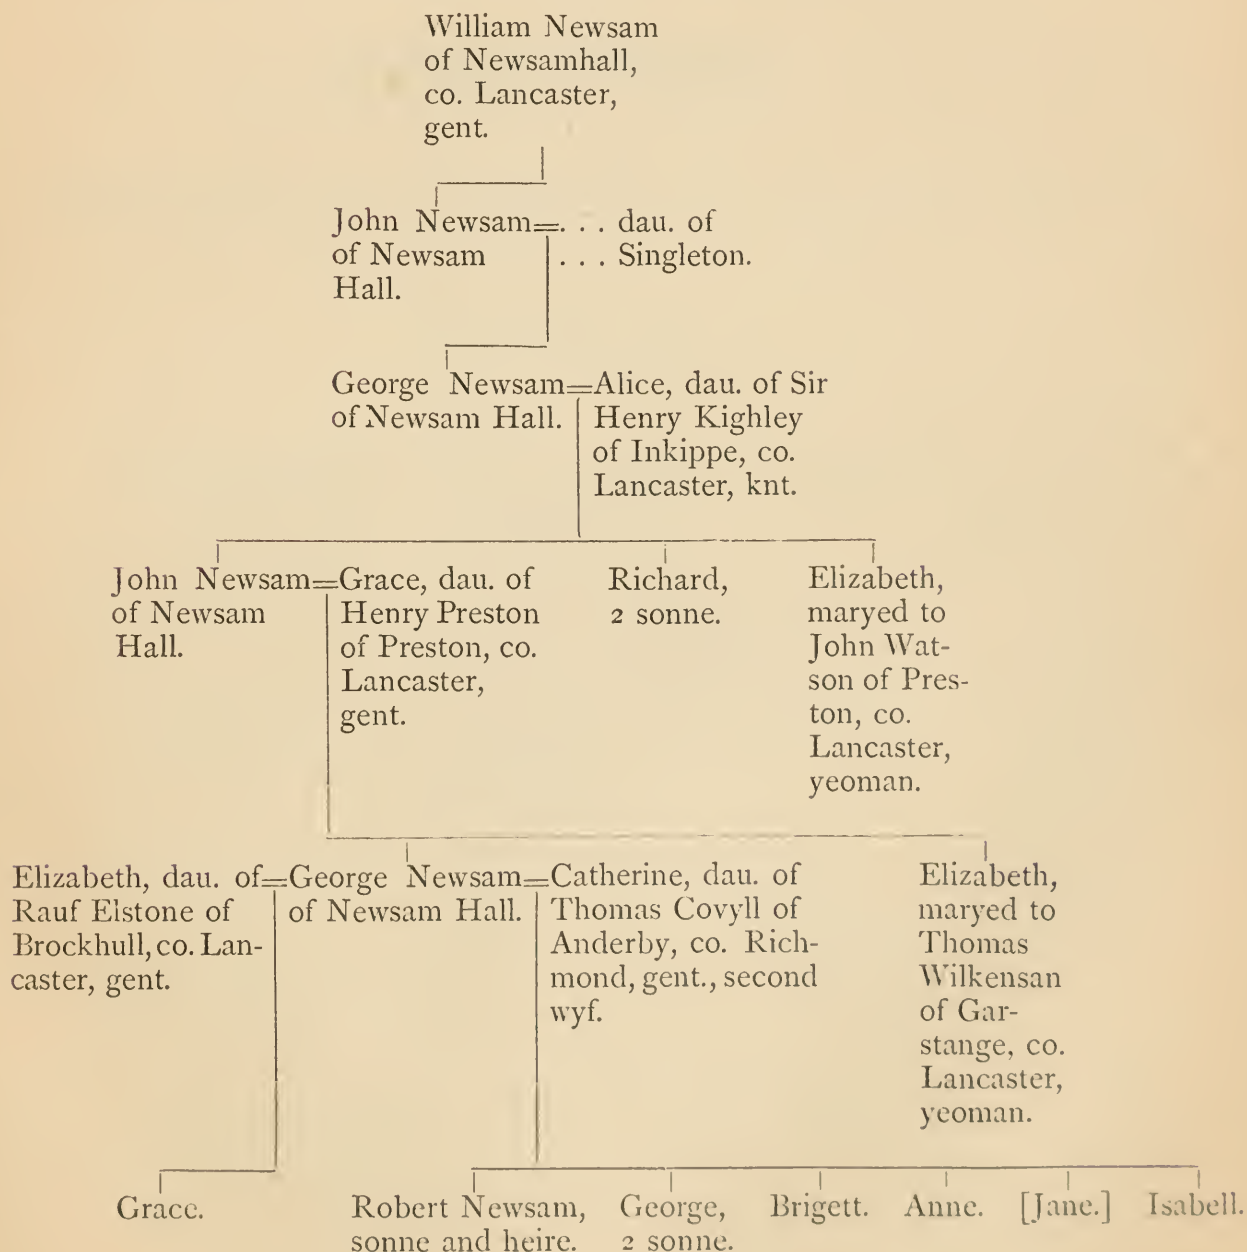 William Newsam
of Newsamhall,
co. Lancaster,
gent.
John Newsam=. . . dau. of
of Newsam . . . Singleton.
Hall.
George Newsam=Alice, dau. of Sir
of Newsam Hall. Henry Kighley
of Inkippe, co.
Lancaster, knt.
John Newsam=Grace, dau. of
of Newsam Henry Preston
Hall. of Preston, co.
Lancaster,
gent.
Richard,
2 sonne.
Elizabeth,
maryed to
John Wat-
son of Pres-
ton, co.
Lancaster,
yeoman.
Elizabeth, dau. of=George Newsam=Catherine, dau. of
Rauf Elstone of of Newsam Hall. Thomas Covyll of
Brockhull, co. Lan- Anderby, co. Rich-
caster, gent. mond, gent., second
wyf.
Elizabeth,
maryed to
Thomas
Wilkensan
of Gar-
stange, co.
Lancaster,
yeoman.
Grace.
Robert Newsam,
sonne and heire.
George,
2 sonne.
Brigett.
Anne.
[Jane.]
Isabell.